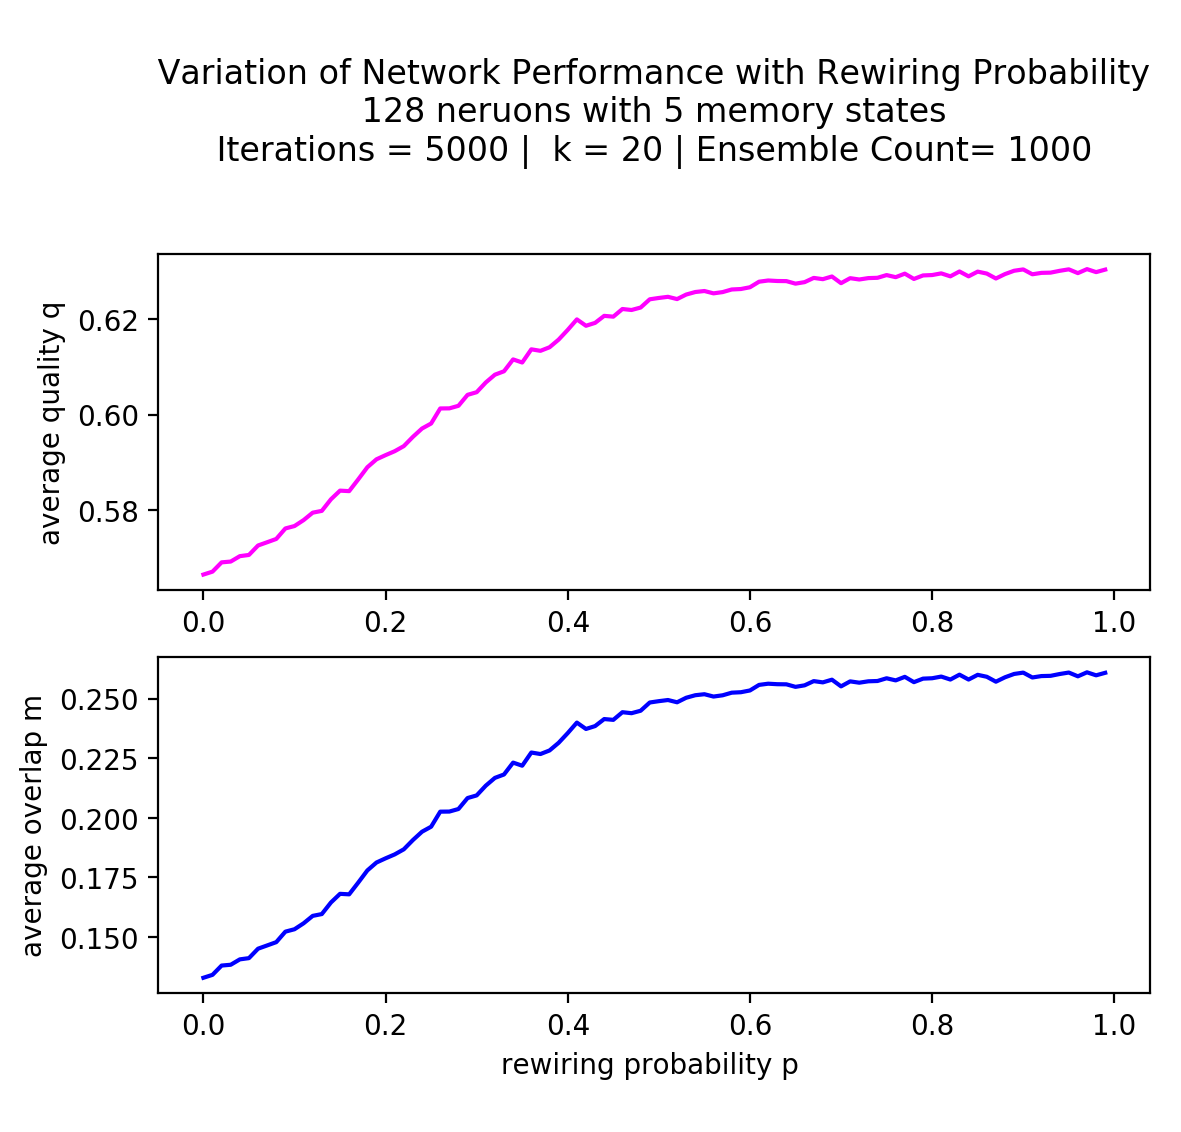 Variation of Network Performance with Rewiring Probability
128 neruons with 5 memory states
Iterations = 5000 |  k = 20 | Ensemble Count= 1000
average quality q
0.62
0.60
0.58
0.0 0.2 0.4 0.6 0.8 1.0
average overlap m
0.250
0.225
0.200
0.175
0.150
0.0 0.2 0.4 0.6 0.8 1.0
rewiring probability p